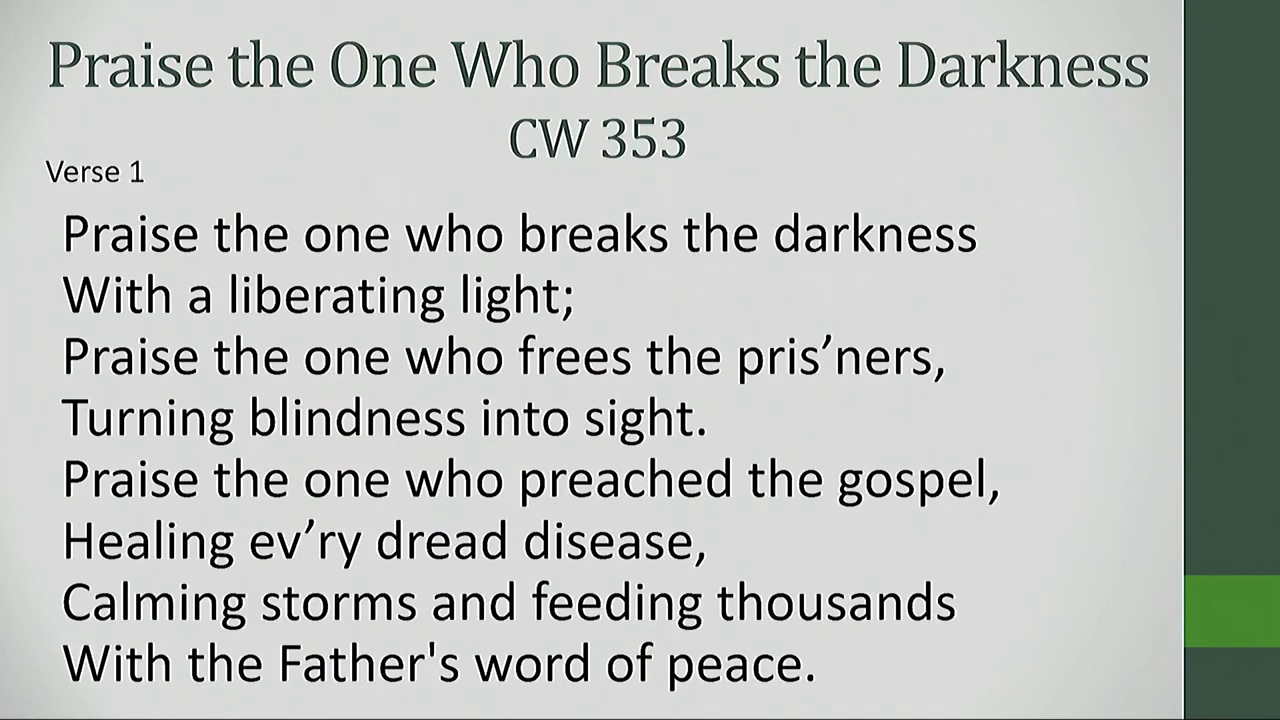 Praise the One Who Breaks the Darkness
CW 353
Verse 1
Praise the one who breaks the darkness
With a liberating light;
Praise the one who frees the pris’ners,
Turning blindness into sight.
Praise the one who preached the gospel,
Healing ev’ry dread disease,
Calming storms and feeding thousands
With the Father's word of peace.